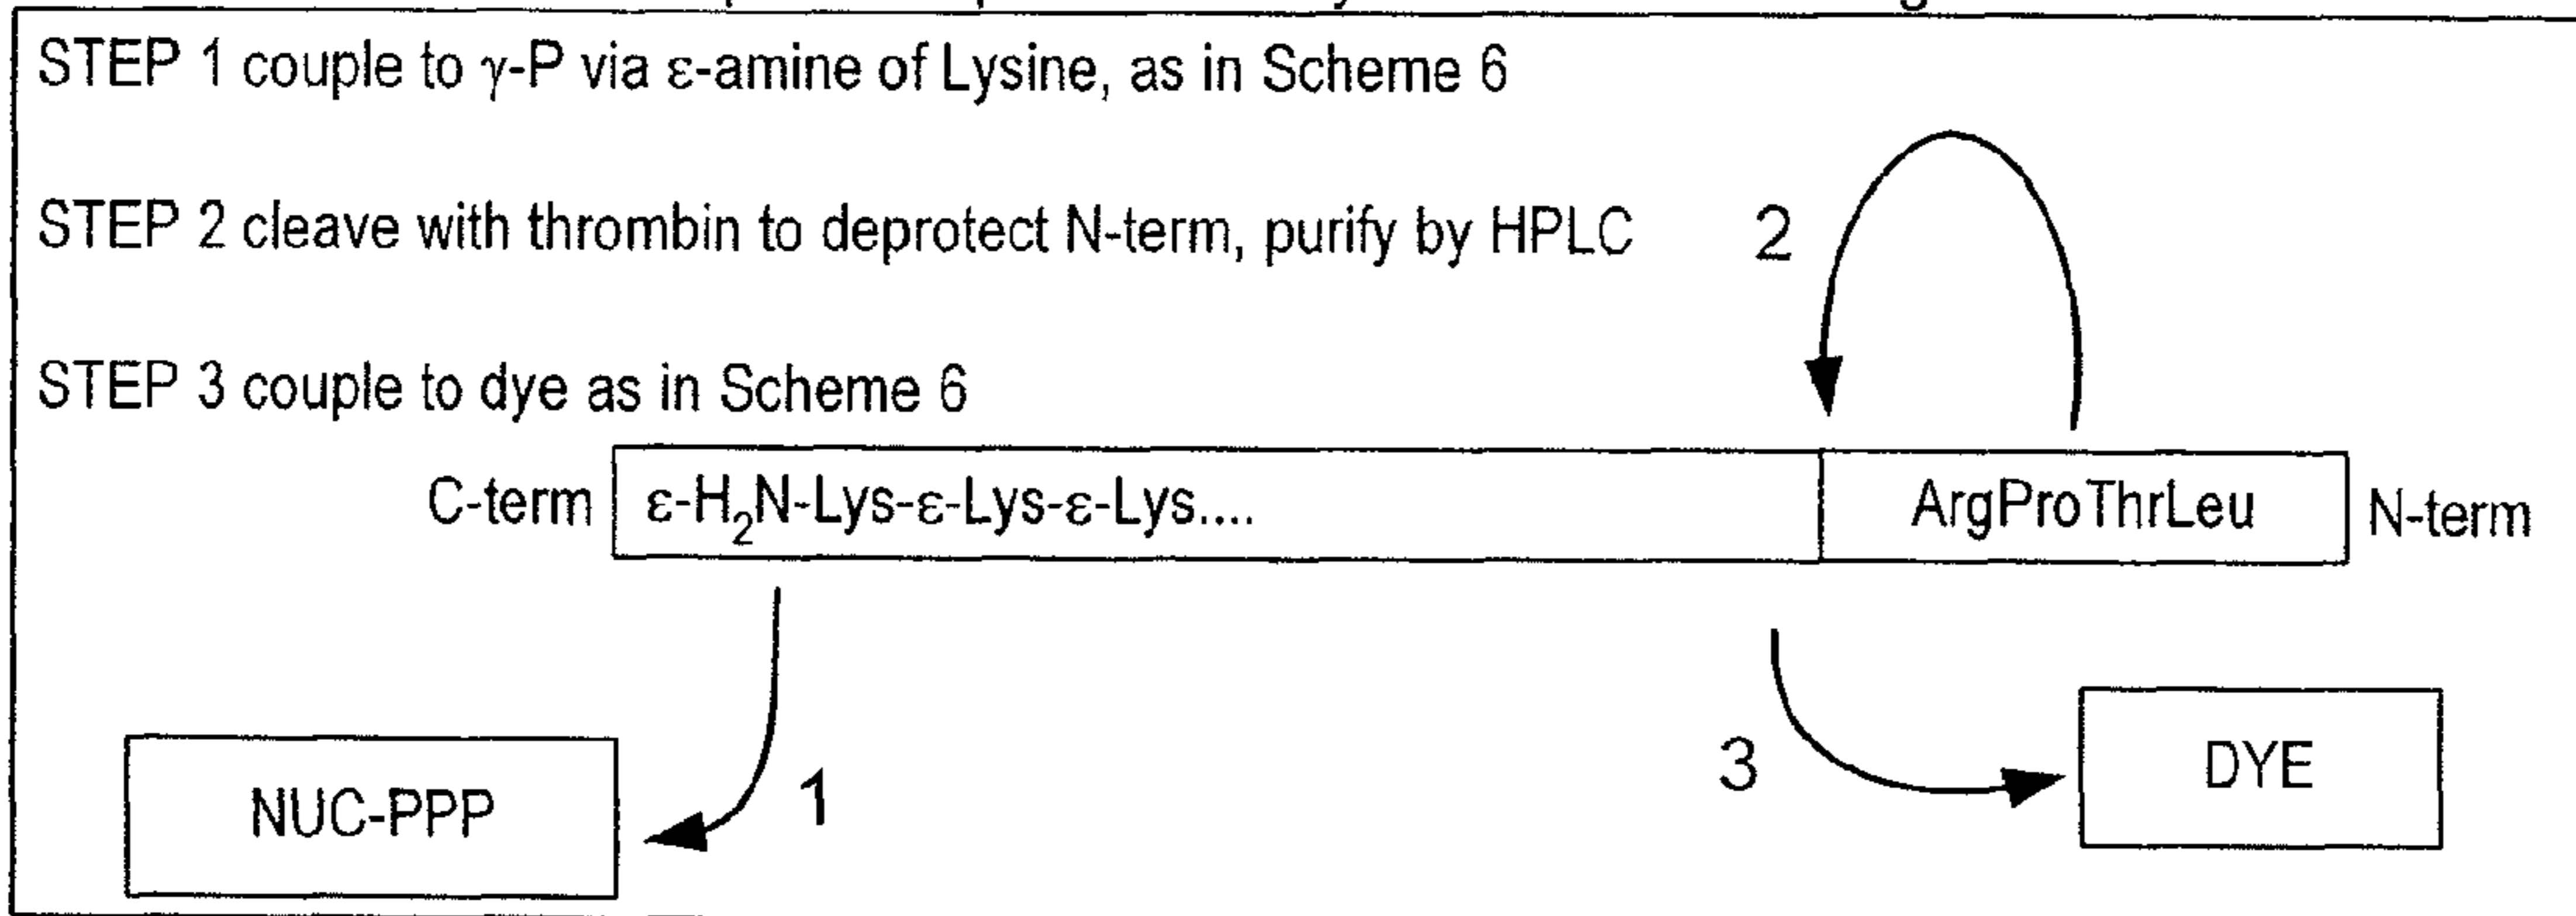 STEP 1 couple to γ-P via ε-amine of Lysine, as in Scheme 6
STEP 2 cleave with thrombin to deprotect N-term, purify by HPLC
2
STEP 3 couple to dye as in Scheme 6
C-term
ε-H₂N-Lys-ε-Lys-ε-Lys....
ArgProThrLeu
N-term
NUC-PPP
1
3
DYE